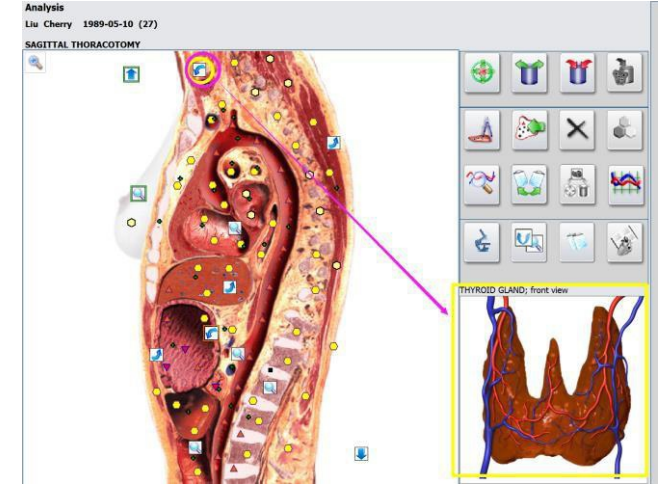 Analysis
Liu Cherry 1989-05-10 (27)
SAGITTAL THORACOTOMY
THYROID GLAND; front view